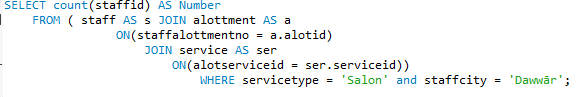 SELECT count(staffid) AS Number
FROM ( staff AS s JOIN alottment AS a
ON(staffalottmentno = a.alotid)
JOIN service AS ser
ON(alotserviceid = ser.serviceid))
WHERE servicetype = 'Salon' and staffcity = 'Dawwār';